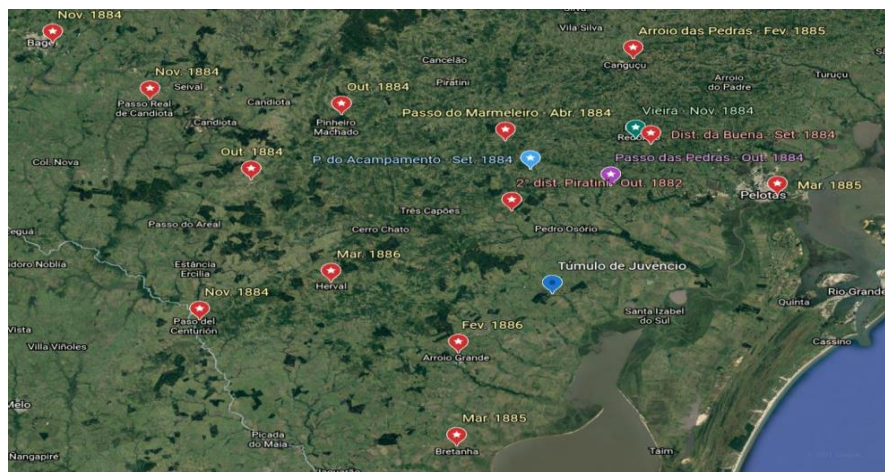 Nov. 1884
Bagé
Vila Silva
Arroio das Pedras - Fev. 1885
Canguçu
Cancelão
Piratini
Arroio
do Padre
Turuçu
Nov. 1884
Seival
Passo Real
de Candiota
Candiota
Candiota
Out. 1884
Pinheiro
Machado
Passo do Marmeleiro - Abr. 1884
Vieira - Nov. 1884
Dist. da Buena. - Set. 1884
Col. Nova
Out. 1884
P. do Acampamento - Set. 1884
Passo das Pedras - Out. 1884
2° dist. Piratini - Out. 1882
Mar. 1885
Pelotas
Três Capões
Passo do Areal
Cerro Chato
Pedro Osório
Estância
Ercília
Mar. 1886
Herval
Túmulo de Juvencio
Nov. 1884
Paso del
Centurión
Santa Izabel
do Sul
Quinta
Rio Grande
Cassino
Vista
Villa Viñoles
Fev. 1886
Arroio Grande
Melo
Mar. 1885
Bretanha
Picada
do Maia
Taim
Ñangapiré